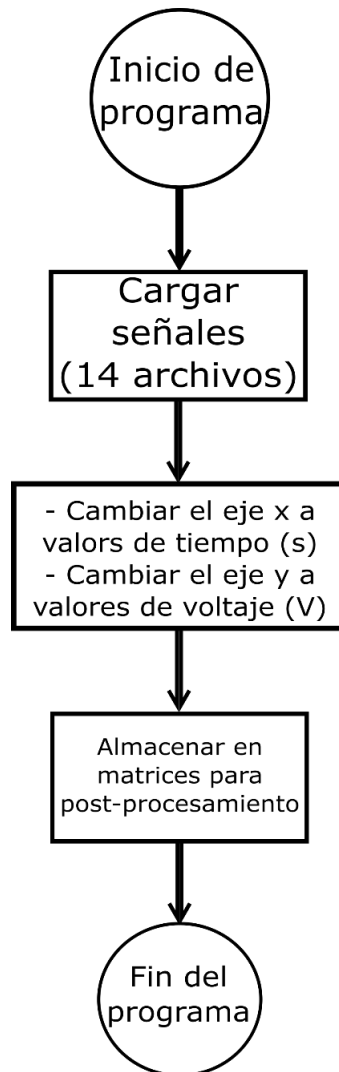 Inicio de
programa
Cargar
señales
(14 archivos)
- Cambiar el eje x a
valors de tiempo (s)
- Cambiar el eje y a
valores de voltaje (V)
Almacenar en
matrices para
post-procesamiento
Fin del
programa